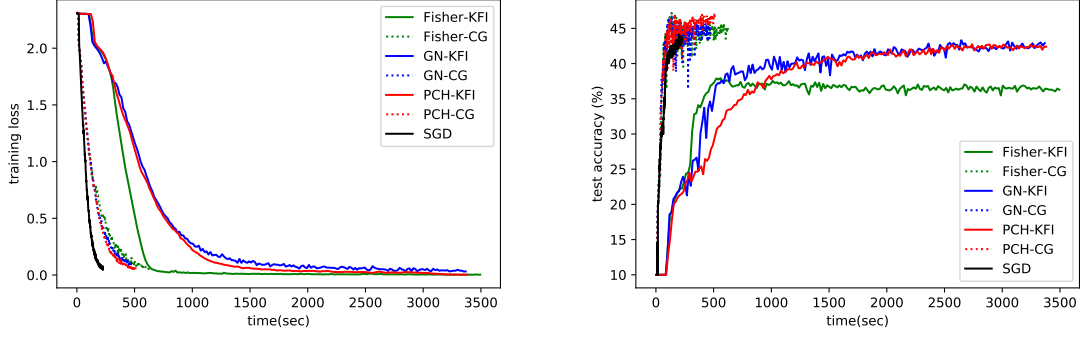 training loss
2.0
1.5
1.0
0.5
0.0
0 500 1000 1500 2000 2500 3000 3500
time(sec)
Fisher-KFI
Fisher-CG
GN-KFI
GN-CG
PCH-KFI
PCH-CG
SGD
test accuracy (%)
45
40
35
30
25
20
15
10
0 500 1000 1500 2000 2500 3000 3500
time(sec)
Fisher-KFI
Fisher-CG
GN-KFI
GN-CG
PCH-KFI
PCH-CG
SGD